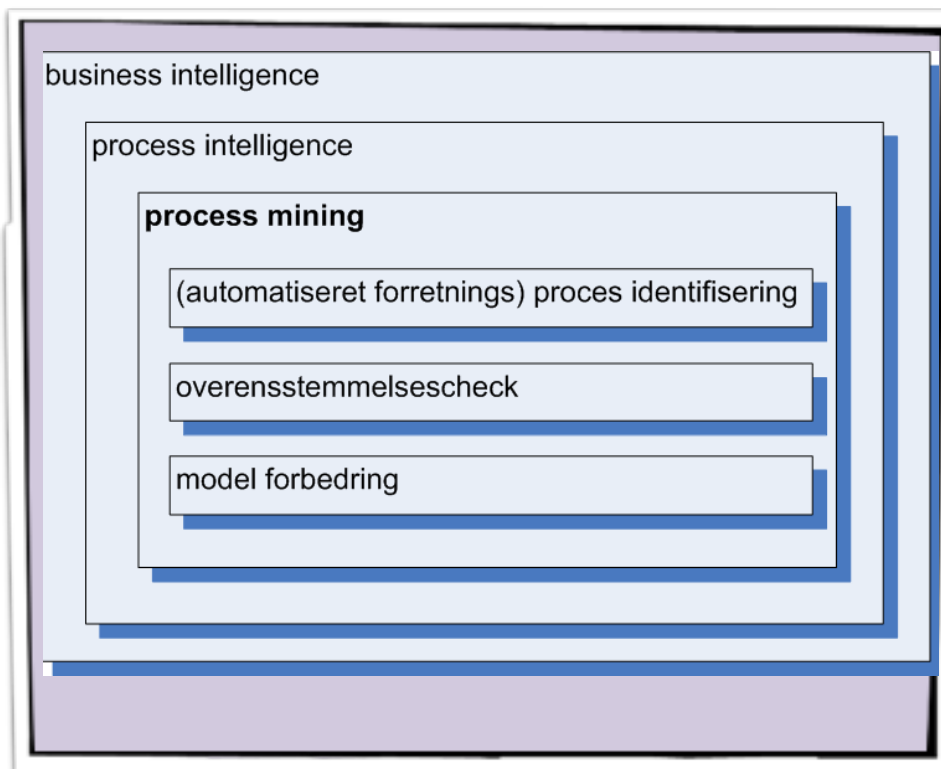 business intelligence
process intelligence
process mining
(automatiseret forretnings) proces identifisering
overensstemmelsescheck
model forbedring